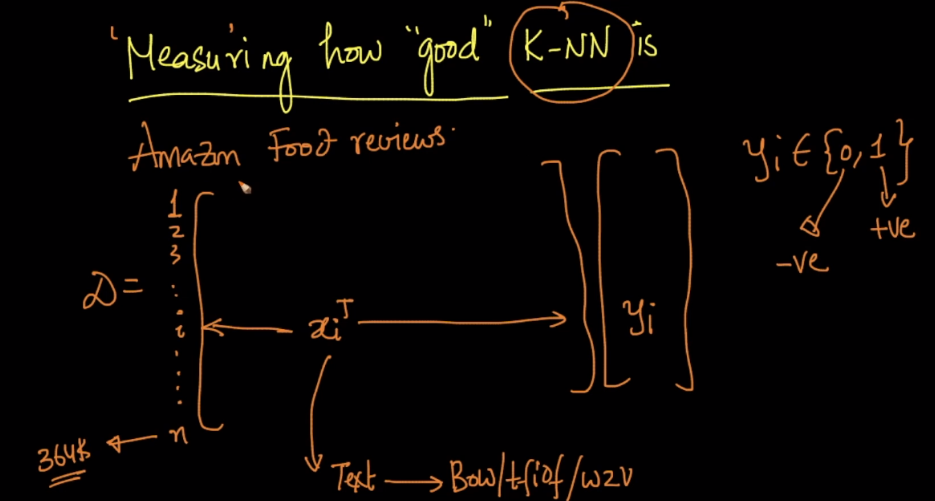 'Measuring' how "good" K-NN is
Amazon Food reviews.
yi ∈ {0, 1}
-ve
+ve
1
2
3
D =
i
xi^T
yi
n
364K
Text → BOW/tfidf/w2v